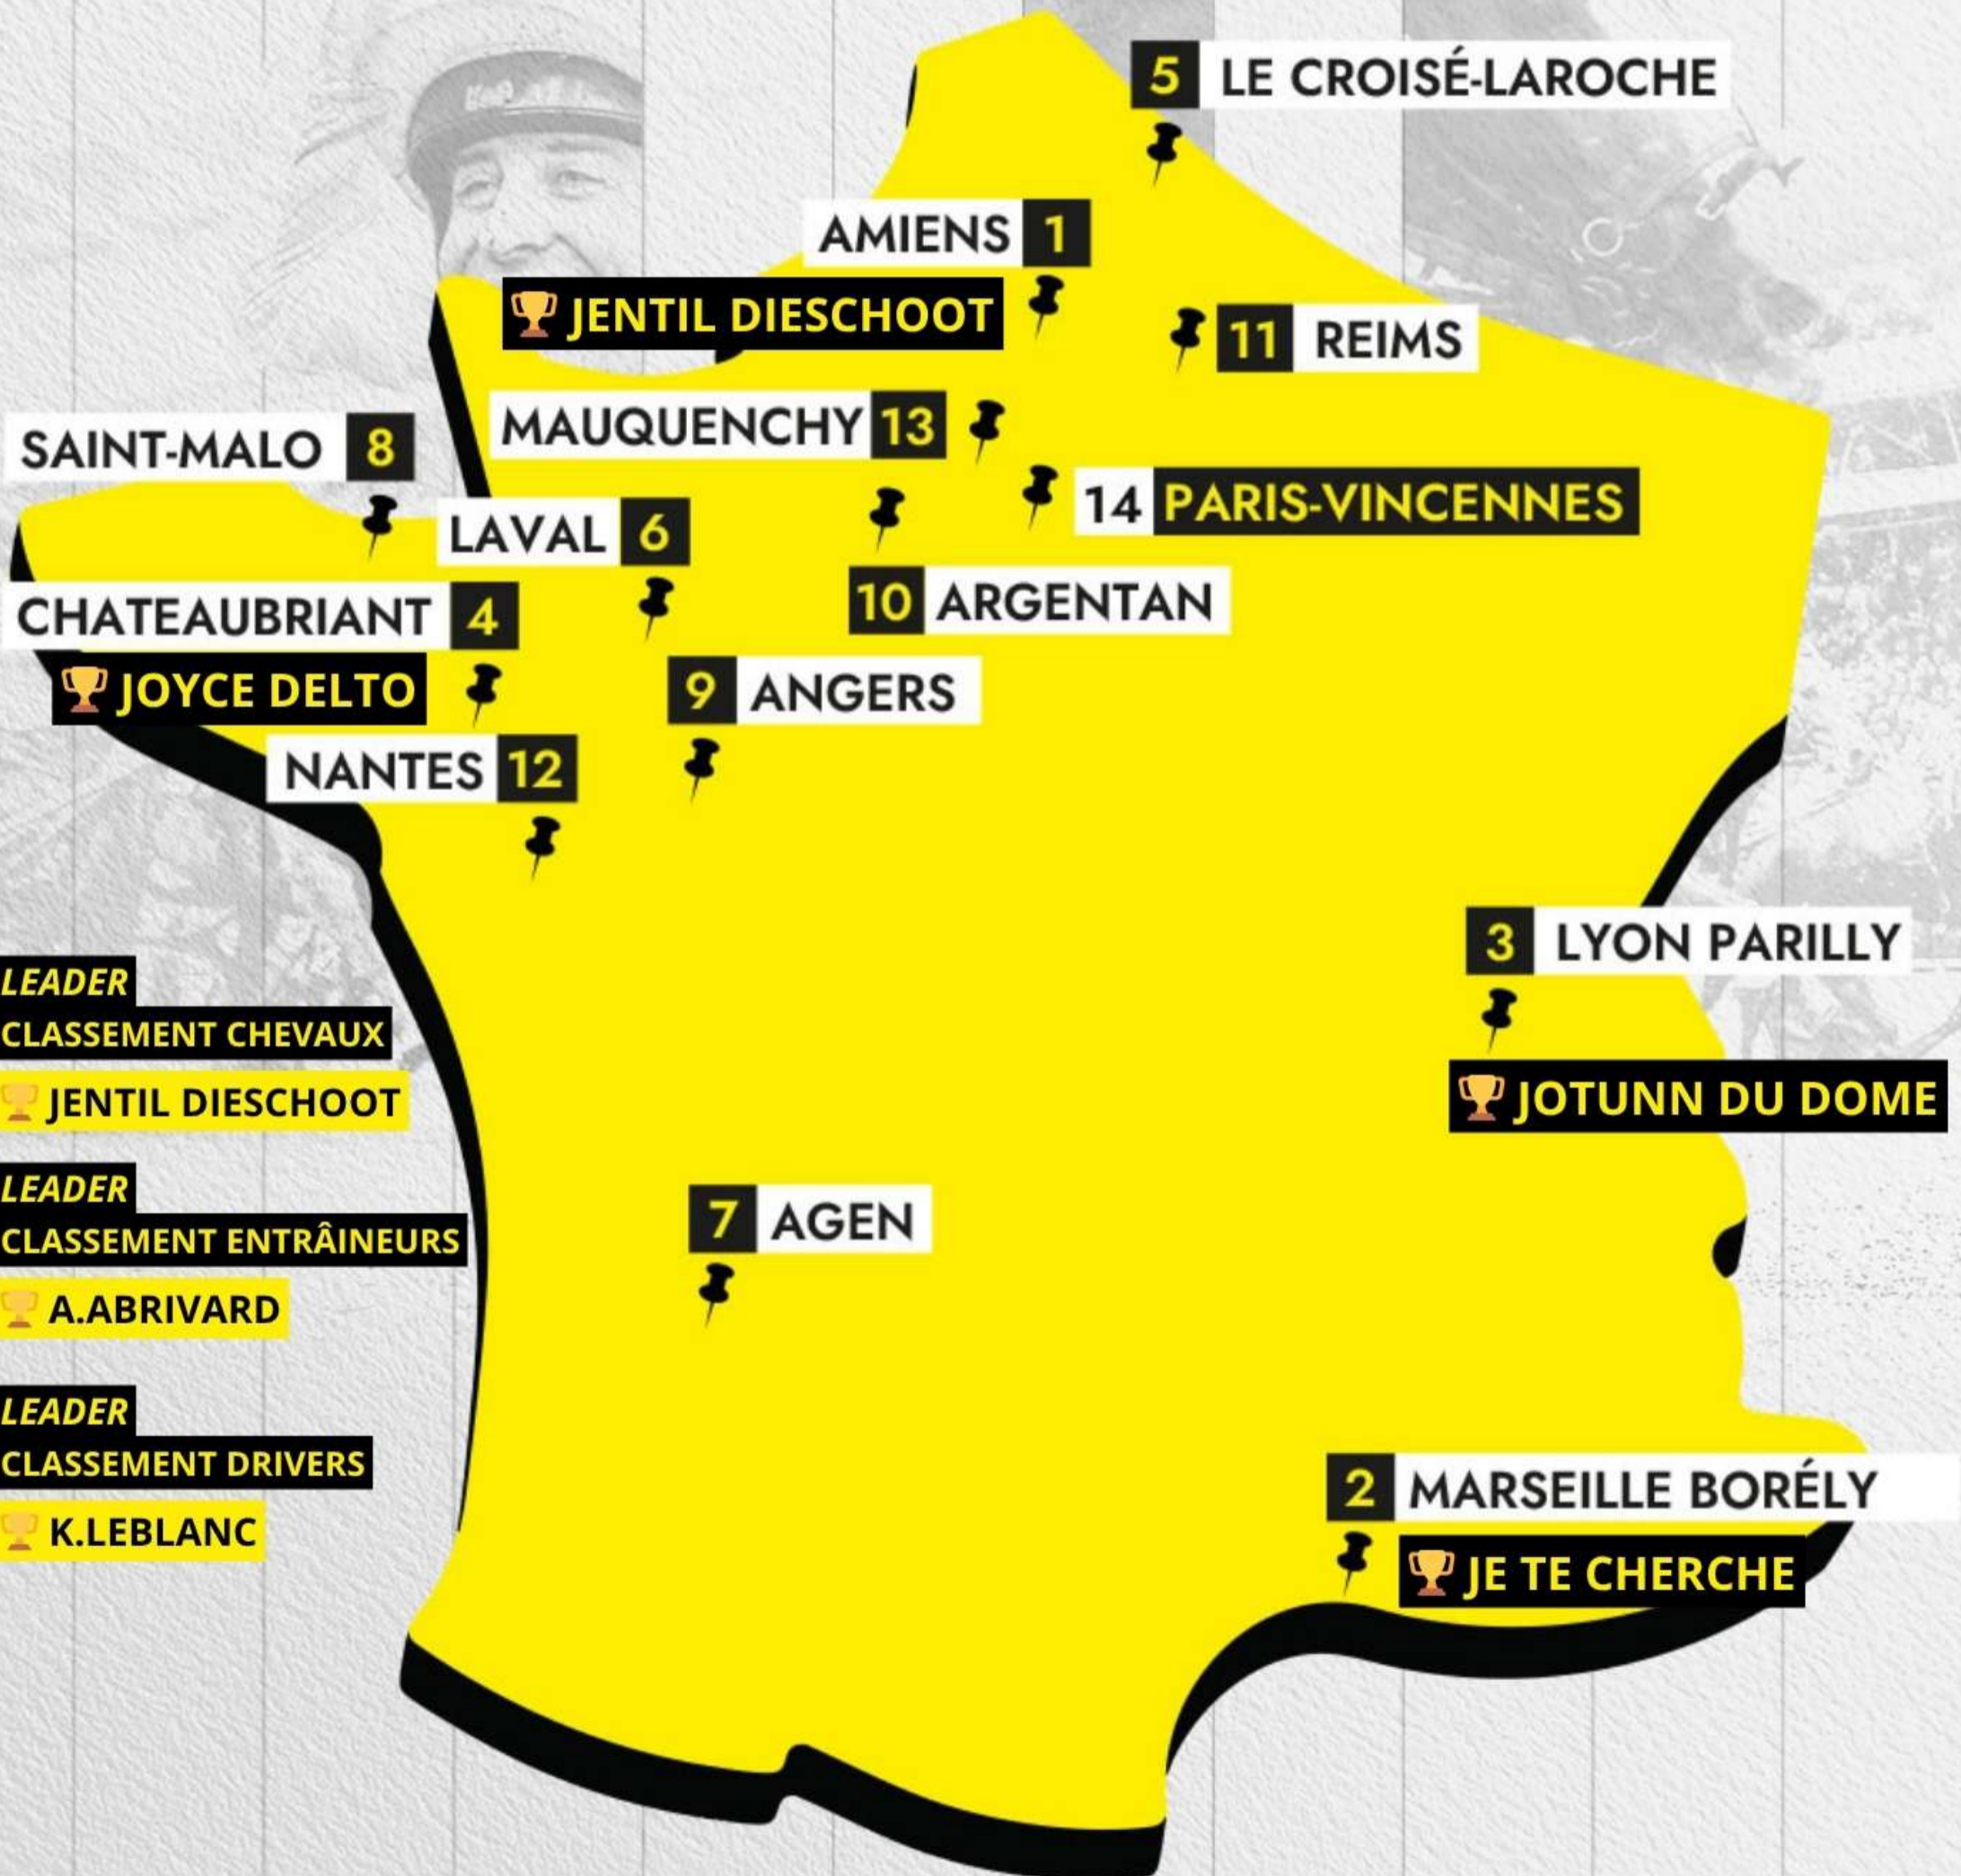 5 LE CROISÉ-LAROCHE
AMIENS 1
JENTIL DIESCHOOT
11 REIMS
MAUQUENCHY 13
SAINT-MALO 8
14 PARIS-VINCENNES
LAVAL 6
10 ARGENTAN
CHATEAUBRIANT 4
JOYCE DELTO
9 ANGERS
NANTES 12
3 LYON PARILLY
JOTUNN DU DOME
LEADER
CLASSEMENT CHEVAUX
JENTIL DIESCHOOT
LEADER
CLASSEMENT ENTRÂINEURS
A.ABRIVARD
7 AGEN
LEADER
CLASSEMENT DRIVERS
K.LEBLANC
2 MARSEILLE BORÉLY
JE TE CHERCHE